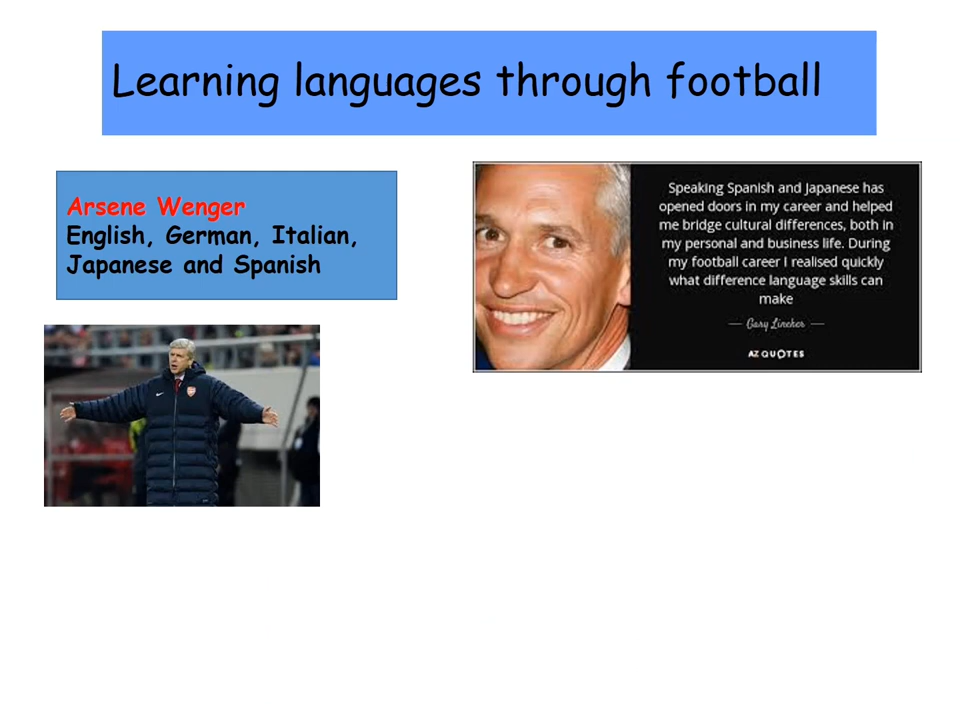 Learning languages through football
Arsene Wenger
English, German, Italian,
Japanese and Spanish
Speaking Spanish and Japanese has
opened doors in my career and helped
me bridge cultural differences, both in
my personal and business life. During
my football career I realised quickly
what difference language skills can
make
— Gary Lineker —
AZ QUOTES